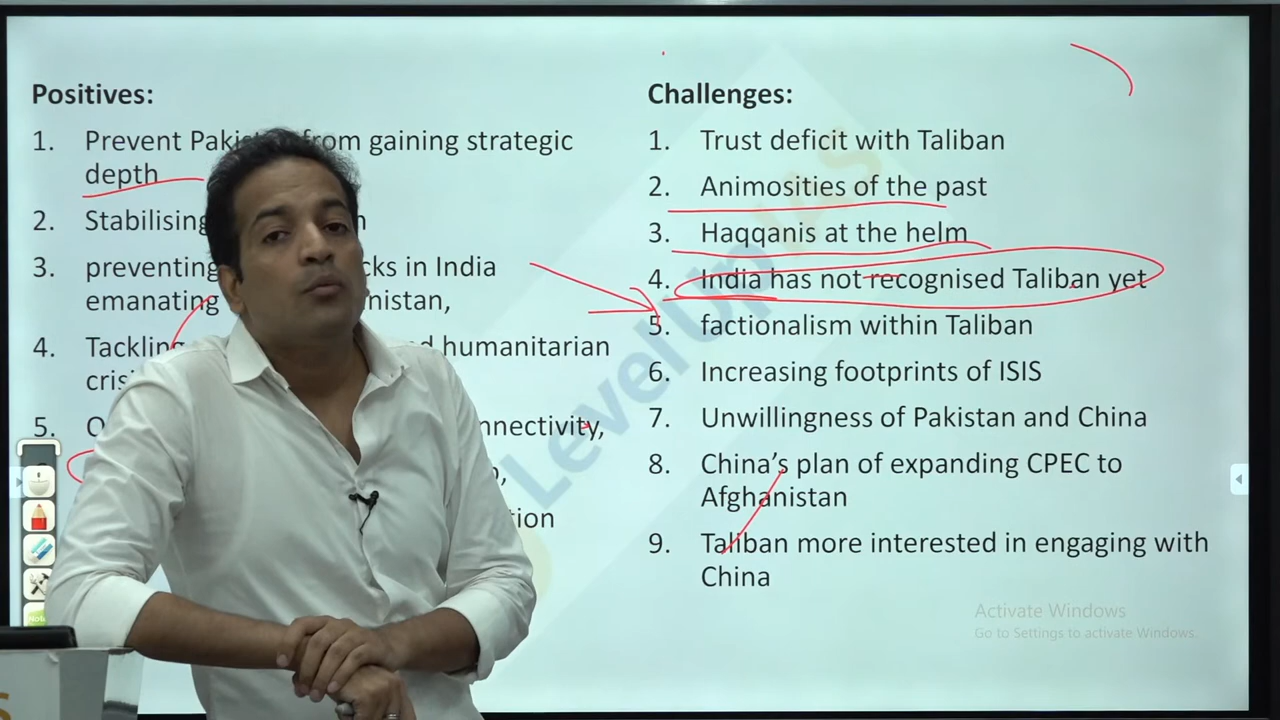 Positives:
1. Prevent from gaining strategic
depth
2. Stabilising
3. preventing in India
emanating
4. Tackling humanitarian
5.
Challenges:
1. Trust deficit with Taliban
2. Animosities of the past
3. Haqqanis at the helm
4. India has not recognised Taliban yet
5. factionalism within Taliban
6. Increasing footprints of ISIS
7. Unwillingness of Pakistan and China
8. China's plan of expanding CPEC to
Afghanistan
9. Taliban more interested in engaging with
China
LevelUp IAS
Activate Windows
Go to Settings to activate Windows.